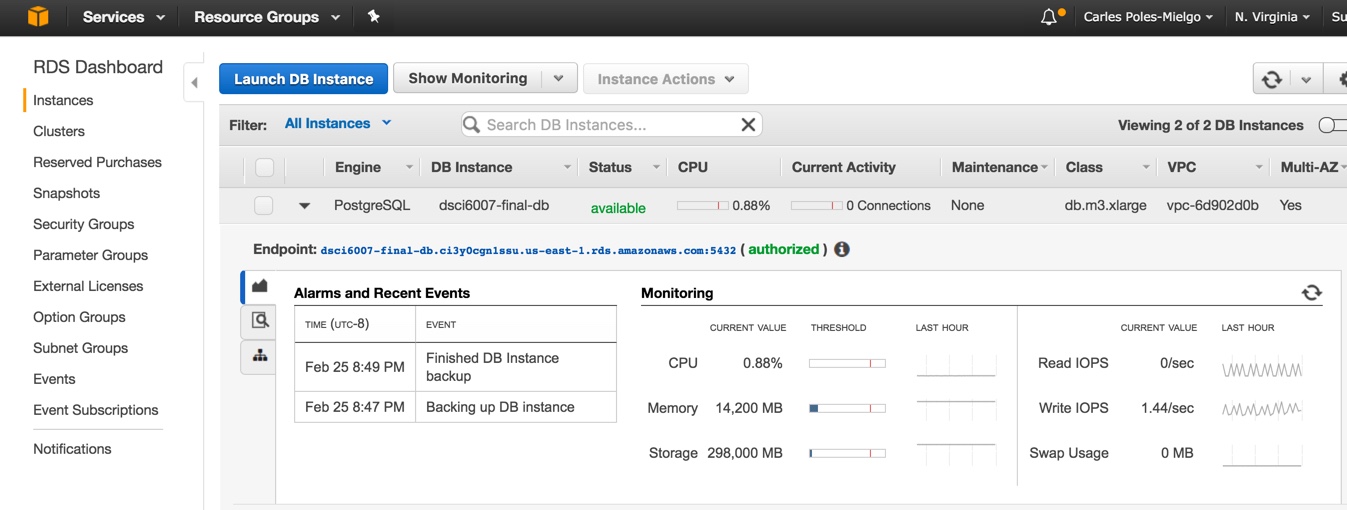 Services Resource Groups Carles Poles-Mielgo N. Virginia Su
RDS Dashboard
Instances
Clusters
Reserved Purchases
Snapshots
Security Groups
Parameter Groups
External Licenses
Option Groups
Subnet Groups
Events
Event Subscriptions
Notifications
Launch DB Instance Show Monitoring Instance Actions
Filter: All Instances Search DB Instances... Viewing 2 of 2 DB Instances
Engine DB Instance Status CPU Current Activity Maintenance Class VPC Multi-AZ
PostgreSQL dsci6007-final-db available 0.88% 0 Connections None db.m3.xlarge vpc-6d902d0b Yes
Endpoint: dsci6007-final-db.ci3y0cgn1ssu.us-east-1.rds.amazonaws.com:5432 ( authorized )
Alarms and Recent Events
TIME (UTC-8) EVENT
Feb 25 8:49 PM Finished DB Instance
backup
Feb 25 8:47 PM Backing up DB instance
Monitoring
CURRENT VALUE THRESHOLD LAST HOUR CURRENT VALUE LAST HOUR
CPU 0.88% Read IOPS 0/sec
Memory 14,200 MB Write IOPS 1.44/sec
Storage 298,000 MB Swap Usage 0 MB